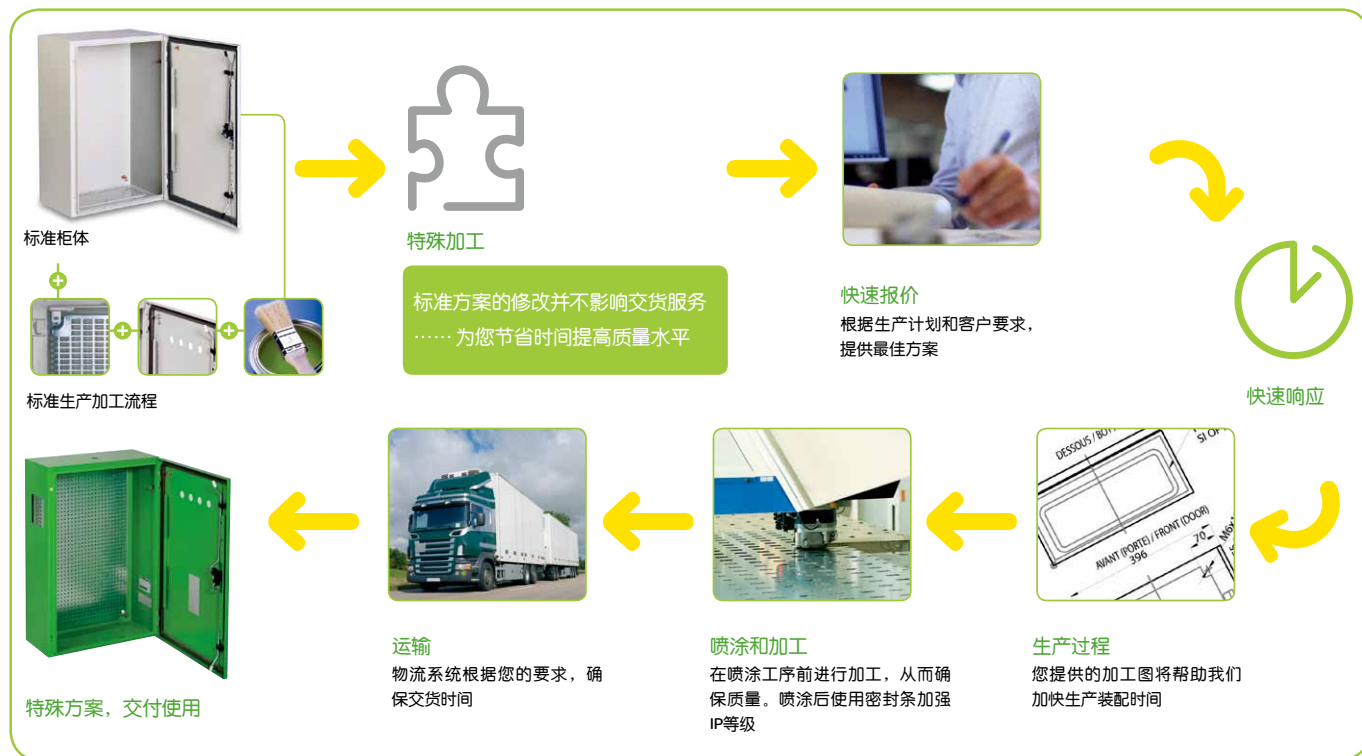 标准柜体
标准生产加工流程
特殊加工
标准方案的修改并不影响交货服务
……为您节省时间提高质量水平
快速报价
根据生产计划和客户要求，
提供最佳方案
快速响应
DESSOUS / BOT
SI OP
AVANT (PORTE) / FRONT (DOOR)
396
70
M6x
生产过程
您提供的加工图将帮助我们
加快生产装配时间
喷涂和加工
在喷涂工序前进行加工，从而确
保质量。喷涂后使用密封条加强
IP等级
运输
物流系统根据您的要求，确
保交货时间
特殊方案，交付使用